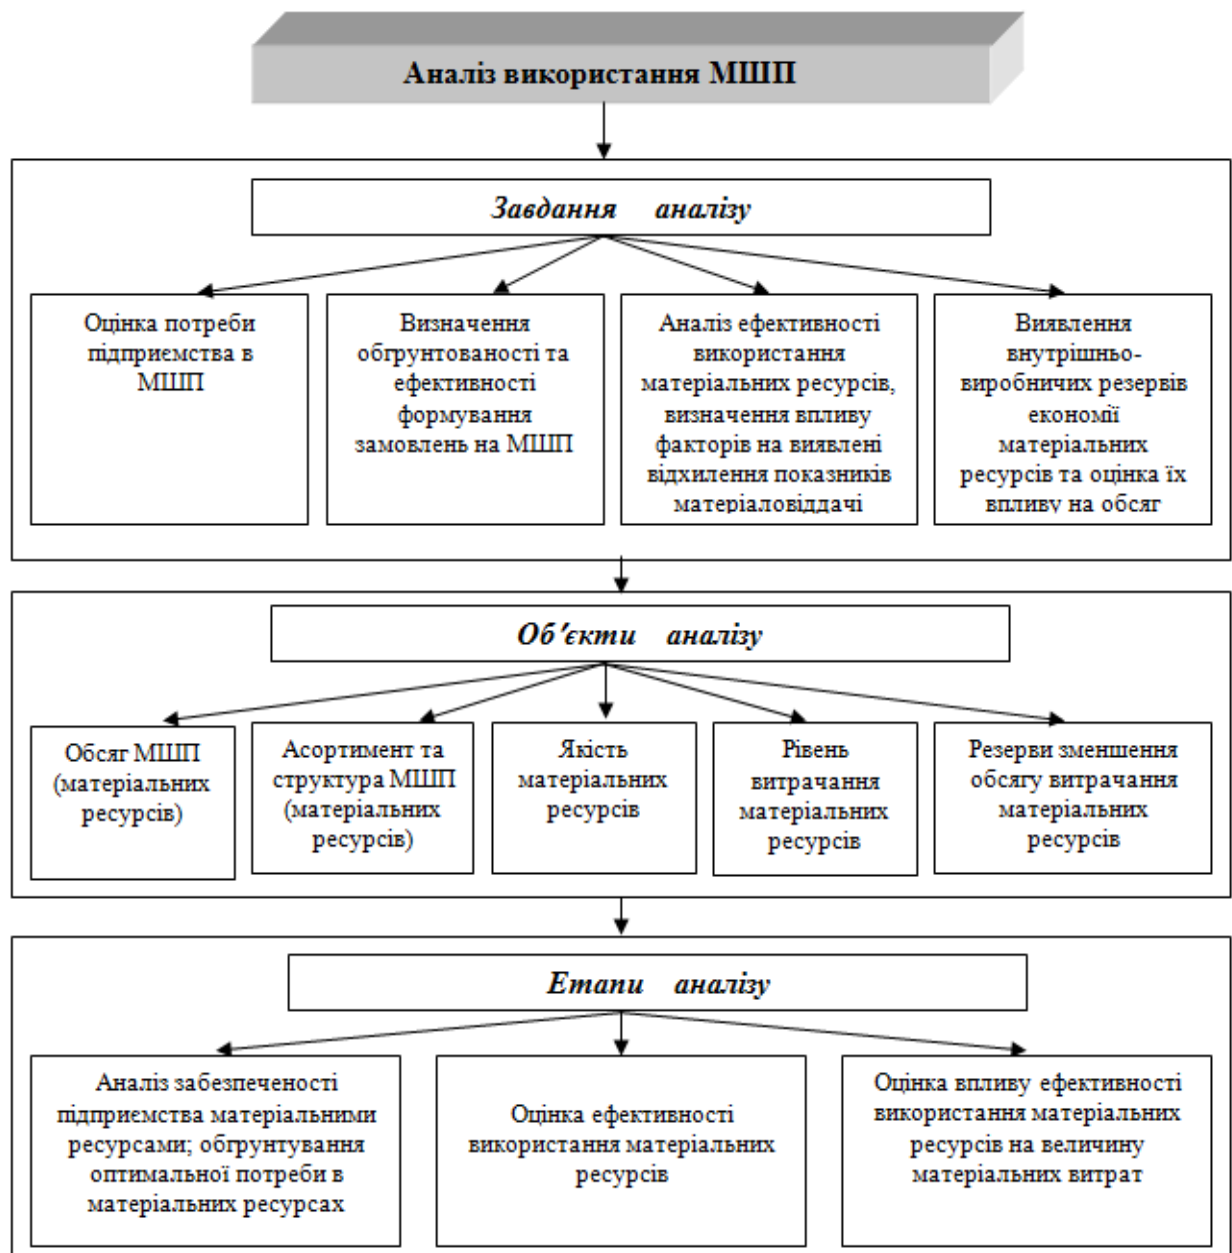 Аналіз використання МШП
Завдання аналізу
Оцінка потреби
підприємства в
МШП
Визначення
обгрунтованості та
ефективності
формування
замовлень на МШП
Аналіз ефективності
використання
матеріальних ресурсів,
визначення впливу
факторів на виявлені
відхилення показників
матеріаловіддачі
Виявлення
внутрішньо-
виробничих резервів
економії
матеріальних
ресурсів та оцінка їх
впливу на обсяг
Об'єкти аналізу
Обсяг МШП
(матеріальних
ресурсів)
Асортимент та
структура МШП
(матеріальних
ресурсів)
Якість
матеріальних
ресурсів
Рівень
витрачання
матеріальних
ресурсів
Резерви зменшення
обсягу витрачання
матеріальних
ресурсів
Етапи аналізу
Аналіз забезпеченості
підприємства матеріальними
ресурсами; обгрунтування
оптимальної потреби в
матеріальних ресурсах
Оцінка ефективності
використання матеріальних
ресурсів
Оцінка впливу ефективності
використання матеріальних
ресурсів на величину
матеріальних витрат